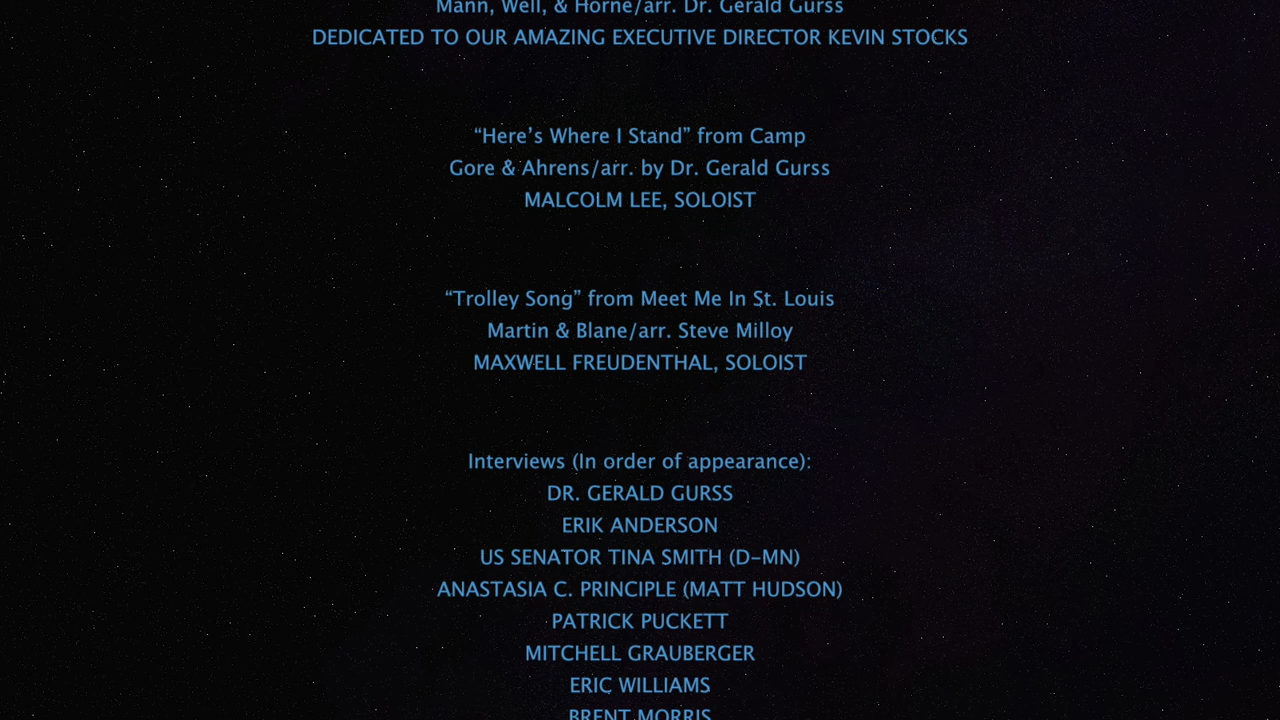 Mann, Well, & Horne/arr. Dr. Gerald Gurss
DEDICATED TO OUR AMAZING EXECUTIVE DIRECTOR KEVIN STOCKS
“Here’s Where I Stand” from Camp
Gore & Ahrens/arr. by Dr. Gerald Gurss
MALCOLM LEE, SOLOIST
“Trolley Song” from Meet Me In St. Louis
Martin & Blane/arr. Steve Milloy
MAXWELL FREUDENTHAL, SOLOIST
Interviews (In order of appearance):
DR. GERALD GURSS
ERIK ANDERSON
US SENATOR TINA SMITH (D-MN)
ANASTASIA C. PRINCIPLE (MATT HUDSON)
PATRICK PUCKETT
MITCHELL GRAUBERGER
ERIC WILLIAMS
BRENT MORRIS